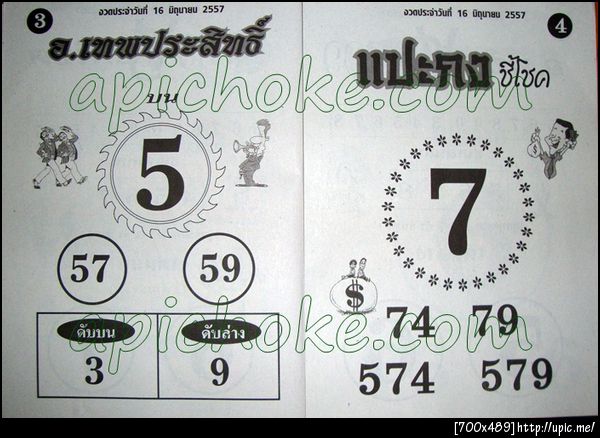 3
งวดประจำวันที่ 16 มิถุนายน 2557
อ.เทพประสิทธิ์
บน
5
57 59
ดับบน ดับล่าง
3 9
งวดประจำวันที่ 16 มิถุนายน 2557
4
แปะกง ชี้โชค
7
$
74 79
574 579
apichoke.com
apichoke.com
apichoke.com
[700x489]http://upic.me/